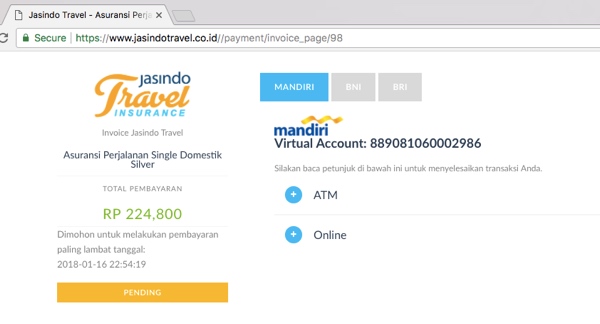 Jasindo Travel - Asuransi Perja
Secure https://www.jasindotravel.co.id//payment/invoice_page/98
jasindo
Travel
INSURANCE
Invoice Jasindo Travel
Asuransi Perjalanan Single Domestik
Silver
TOTAL PEMBAYARAN
RP 224,800
Dimohon untuk melakukan pembayaran
paling lambat tanggal:
2018-01-16 22:54:19
PENDING
MANDIRI BNI BRI
mandiri
Virtual Account: 889081060002986
Silakan baca petunjuk di bawah ini untuk menyelesaikan transaksi Anda.
ATM
Online